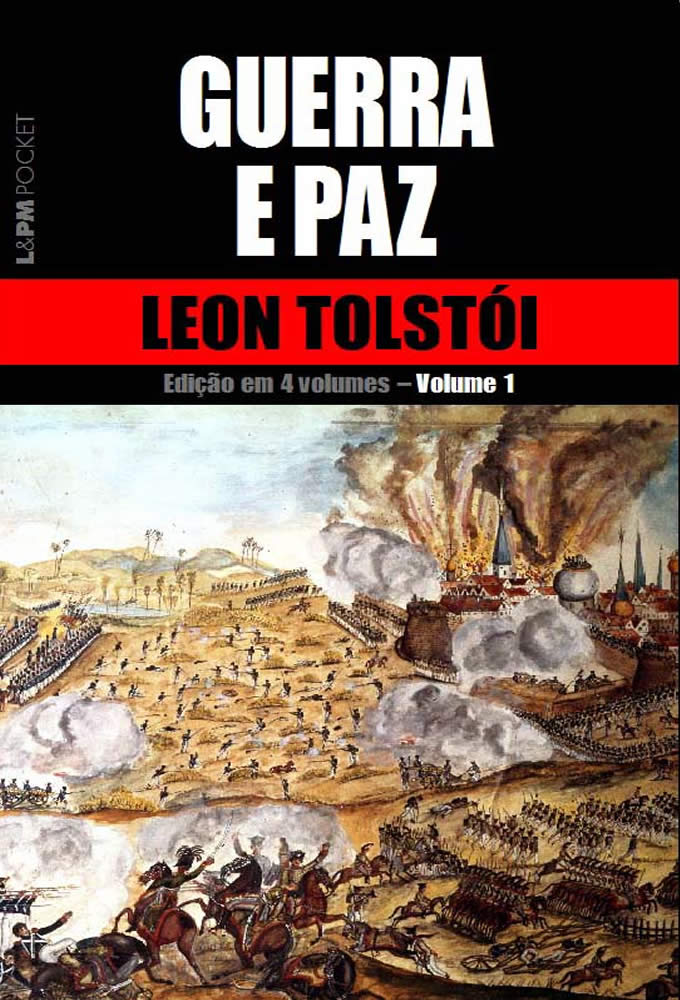 GUERRA
E PAZ
L&PM POCKET
LEON TOLSTÓI
Edição em 4 volumes – Volume 1